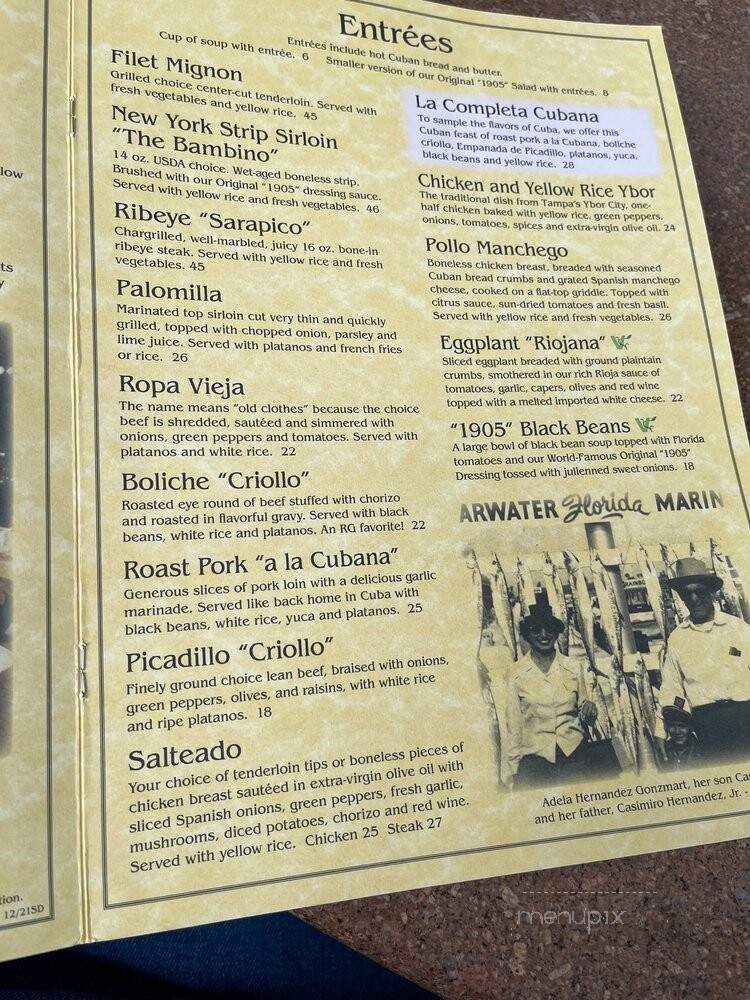 Entrées
Entrées include hot Cuban bread and butter.
Cup of soup with entrée. 6 Smaller version of our Original "1905" Salad with entrées. 8
Filet Mignon
Grilled choice center-cut tenderloin. Served with
fresh vegetables and yellow rice. 45
New York Strip Sirloin
"The Bambino"
14 oz. USDA choice. Wet-aged boneless strip.
Brushed with our Original "1905" dressing sauce.
Served with yellow rice and fresh vegetables. 46
Ribeye "Sarapico"
Chargrilled, well-marbled, juicy 16 oz. bone-in
ribeye steak. Served with yellow rice and fresh
vegetables. 45
Palomilla
Marinated top sirloin cut very thin and quickly
grilled, topped with chopped onion, parsley and
lime juice. Served with platanos and french fries
or rice. 26
Ropa Vieja
The name means "old clothes" because the choice
beef is shredded, sautéed and simmered with
onions, green peppers and tomatoes. Served with
platanos and white rice. 22
Boliche "Criollo"
Roasted eye round of beef stuffed with chorizo
and roasted in flavorful gravy. Served with black
beans, white rice and platanos. An RG favorite! 22
Roast Pork "a la Cubana"
Generous slices of pork loin with a delicious garlic
marinade. Served like back home in Cuba with
black beans, white rice, yuca and platanos. 25
Picadillo "Criollo"
Finely ground choice lean beef, braised with onions,
green peppers, olives, and raisins, with white rice
and ripe platanos. 18
Salteado
Your choice of tenderloin tips or boneless pieces of
chicken breast sautéed in extra-virgin olive oil with
sliced Spanish onions, green peppers, fresh garlic,
mushrooms, diced potatoes, chorizo and red wine.
Served with yellow rice. Chicken 25 Steak 27
La Completa Cubana
To sample the flavors of Cuba, we offer this
Cuban feast of roast pork a la Cubana, boliche
criollo, Empanada de Picadillo, platanos, yuca,
black beans and yellow rice. 28
Chicken and Yellow Rice Ybor
The traditional dish from Tampa's Ybor City, one-
half chicken baked with yellow rice, green peppers,
onions, tomatoes, spices and extra-virgin olive oil. 24
Pollo Manchego
Boneless chicken breast, breaded with seasoned
Cuban bread crumbs and grated Spanish manchego
cheese, cooked on a flat-top griddle. Topped with
citrus sauce, sun-dried tomatoes and fresh basil.
Served with yellow rice and fresh vegetables. 26
Eggplant "Riojana"
Sliced eggplant breaded with ground plaintain
crumbs, smothered in our rich Rioja sauce of
tomatoes, garlic, capers, olives and red wine
topped with a melted imported white cheese. 22
"1905" Black Beans
A large bowl of black bean soup topped with Florida
tomatoes and our World-Famous Original "1905"
Dressing tossed with julienned sweet onions. 18
ARWATER Florida MARIN
Adela Hernandez Gonzmart, her son Cas
and her father, Casimiro Hernandez, Jr. -
low
ts
y
tion.
12/21SD
menupix